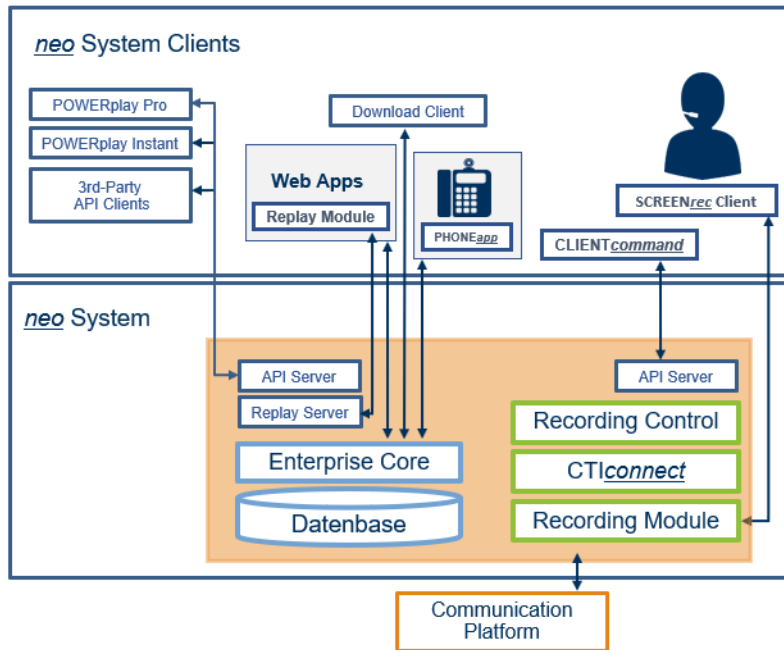 neo System Clients
POWERplay Pro
POWERplay Instant
3rd-Party
API Clients
Download Client
Web Apps
Replay Module
PHONEapp
SCREENrec Client
CLIENTcommand
neo System
API Server
Replay Server
Enterprise Core
Datenbase
API Server
Recording Control
CTIconnect
Recording Module
Communication
Platform